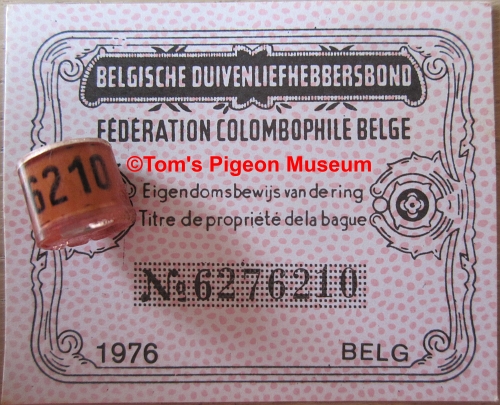 BELGISCHE DUIVENLIEFHEBBERSBOND
FÉDÉRATION COLOMBOPHILE BELGE
©Tom's Pigeon Museum
6210
Eigendomsbewijs van de ring
Titre de propriété de la bague
No 6276210
1976 BELG